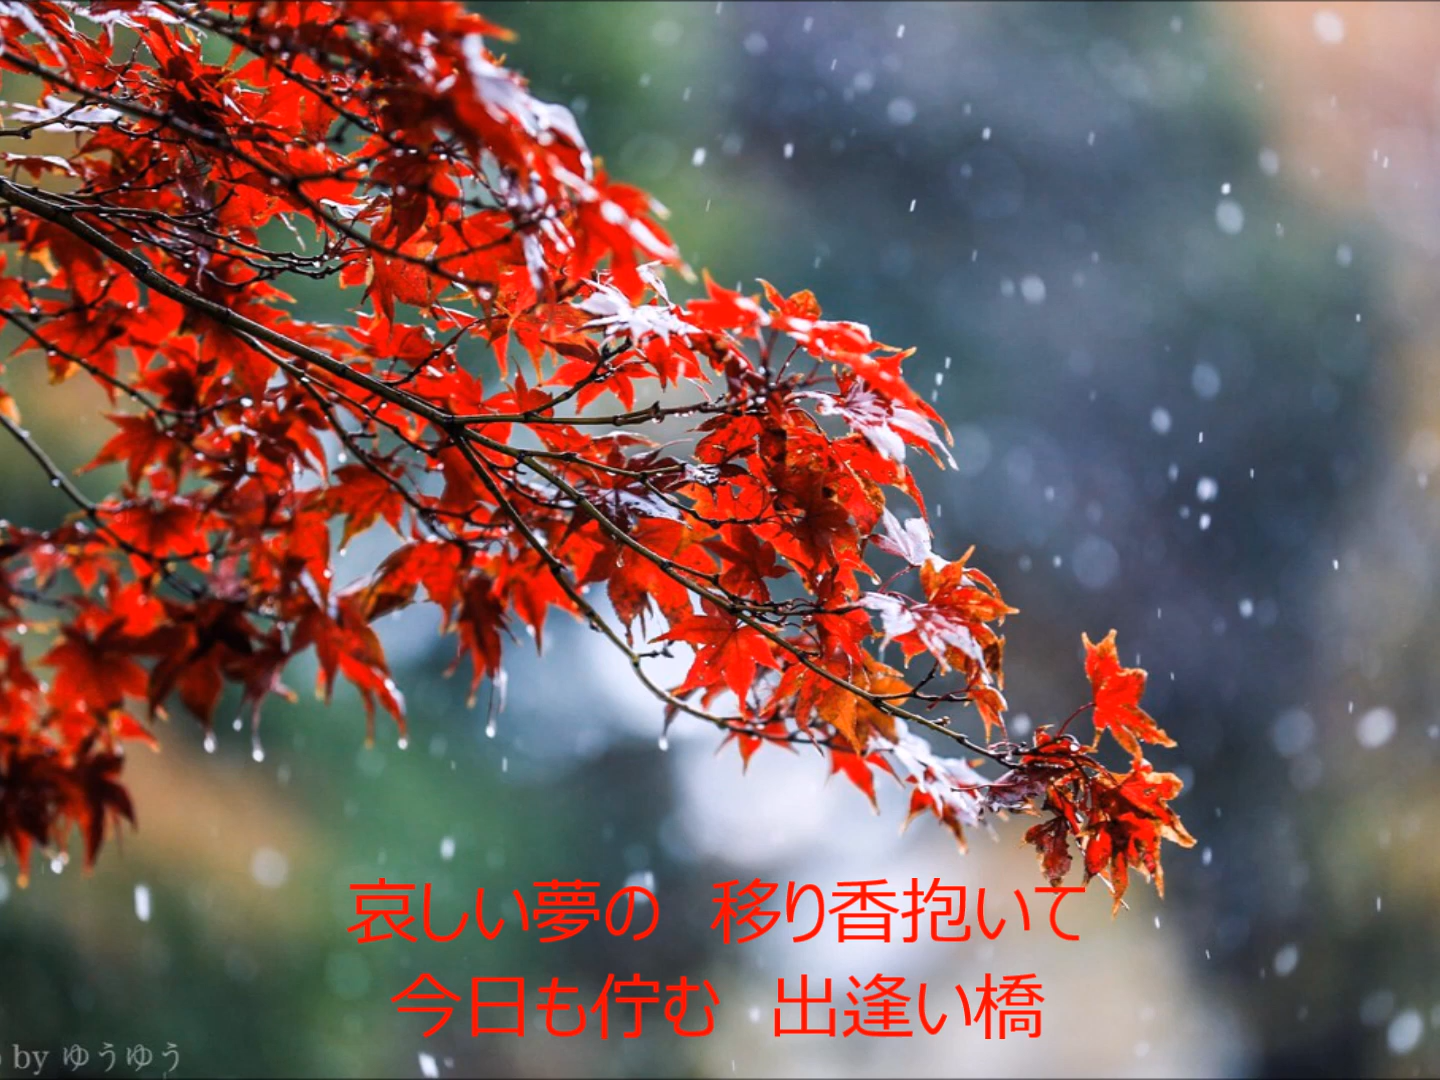 哀しい夢の　移り香抱いて
今日も佇む　出逢い橋
by ゆうゆう